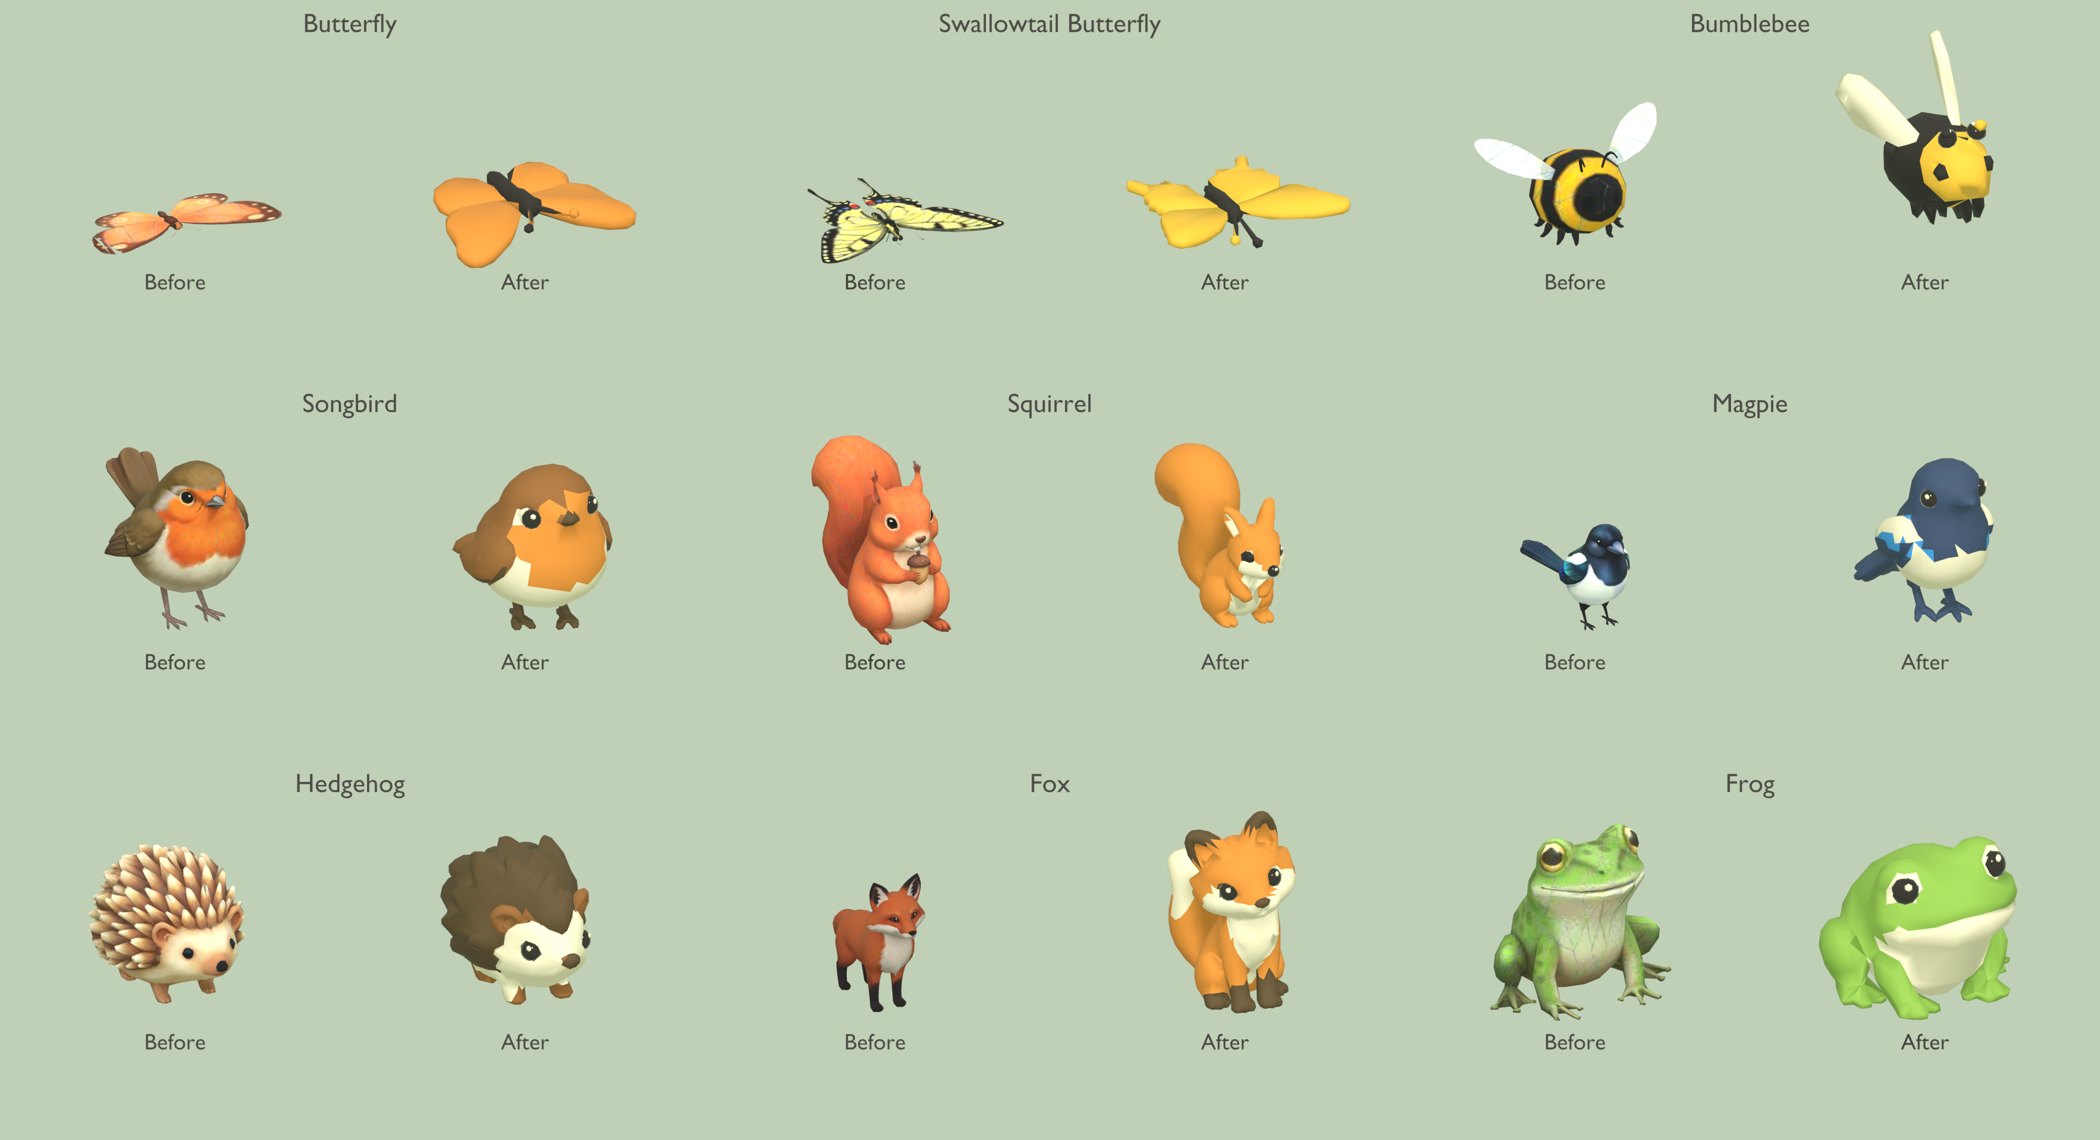 Butterfly
Swallowtail Butterfly
Bumblebee
Before
After
Before
After
Before
After
Songbird
Squirrel
Magpie
Before
After
Before
After
Before
After
Hedgehog
Fox
Frog
Before
After
Before
After
Before
After